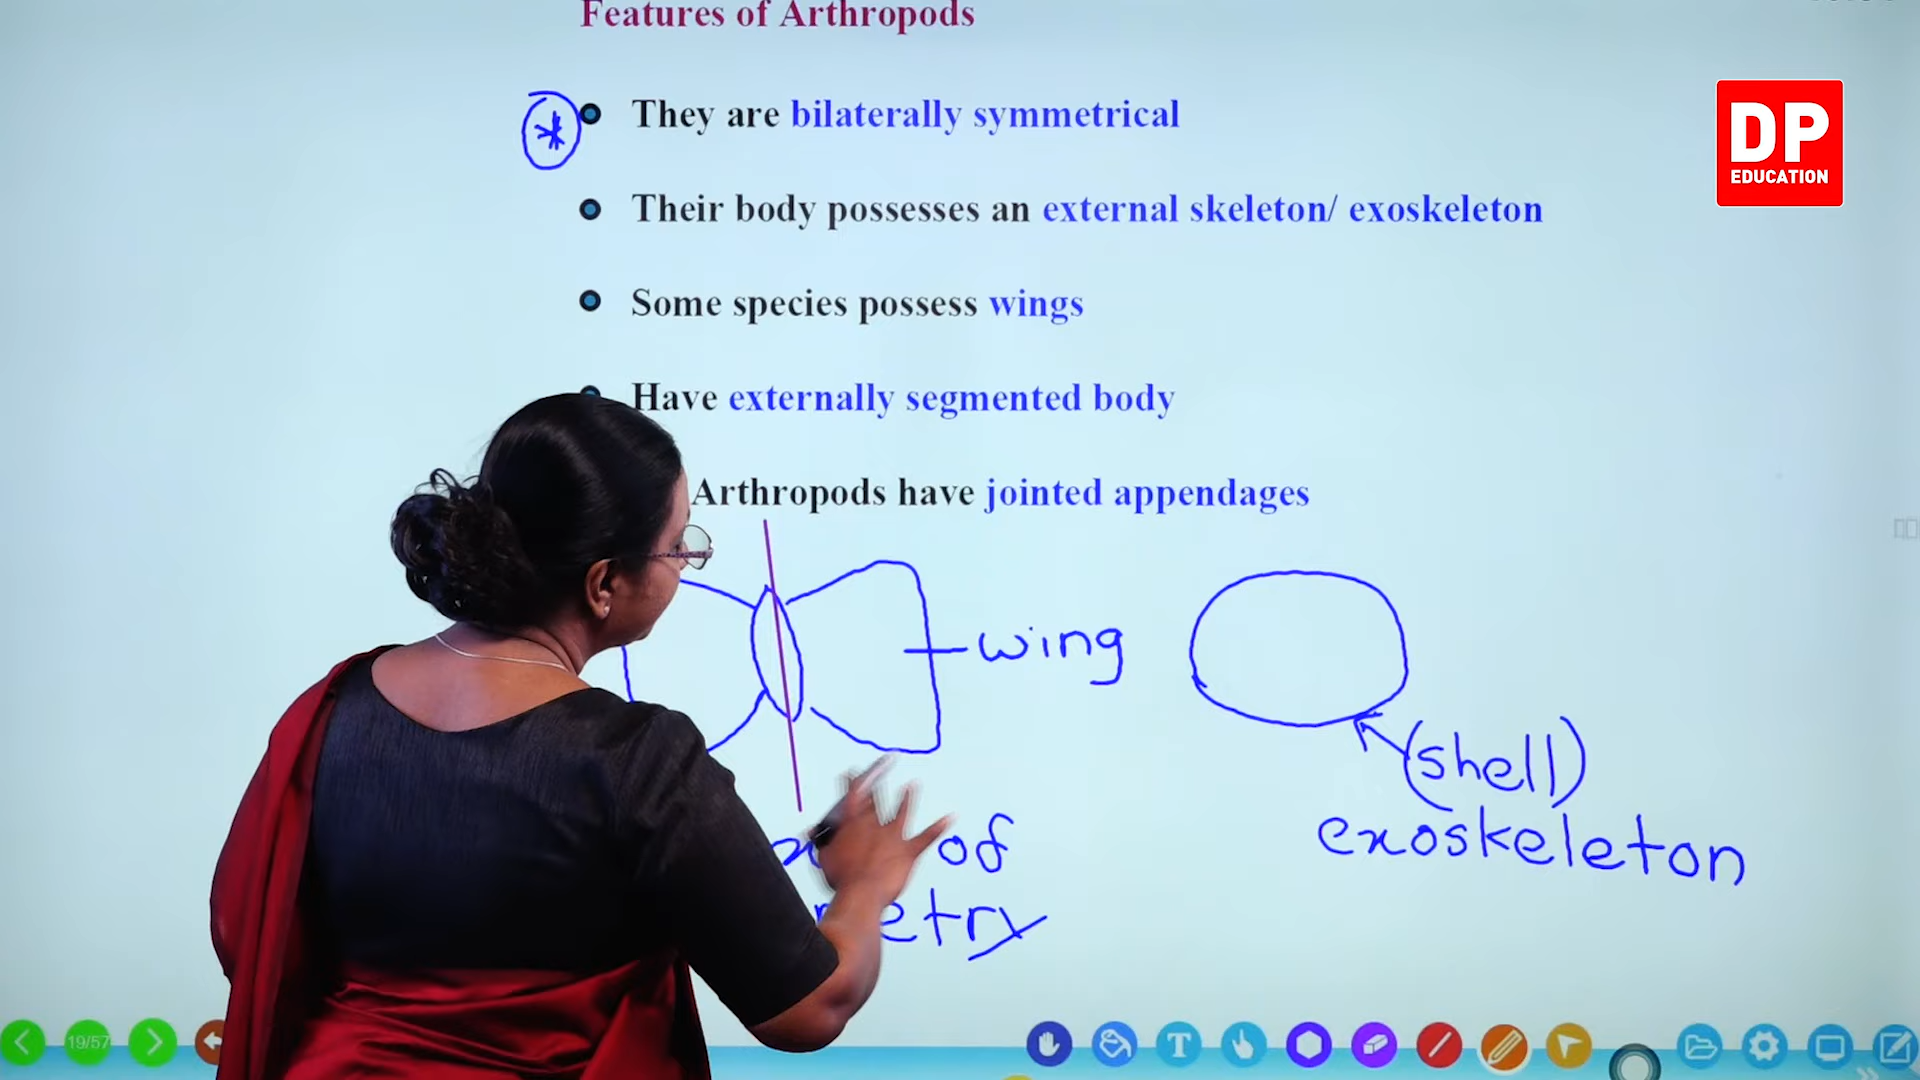 Features of Arthropods
They are bilaterally symmetrical
DP
EDUCATION
Their body possesses an external skeleton/ exoskeleton
Some species possess wings
Have externally segmented body
Arthropods have jointed appendages
wing
(shell)
exoskeleton
of
etry
19/57
T